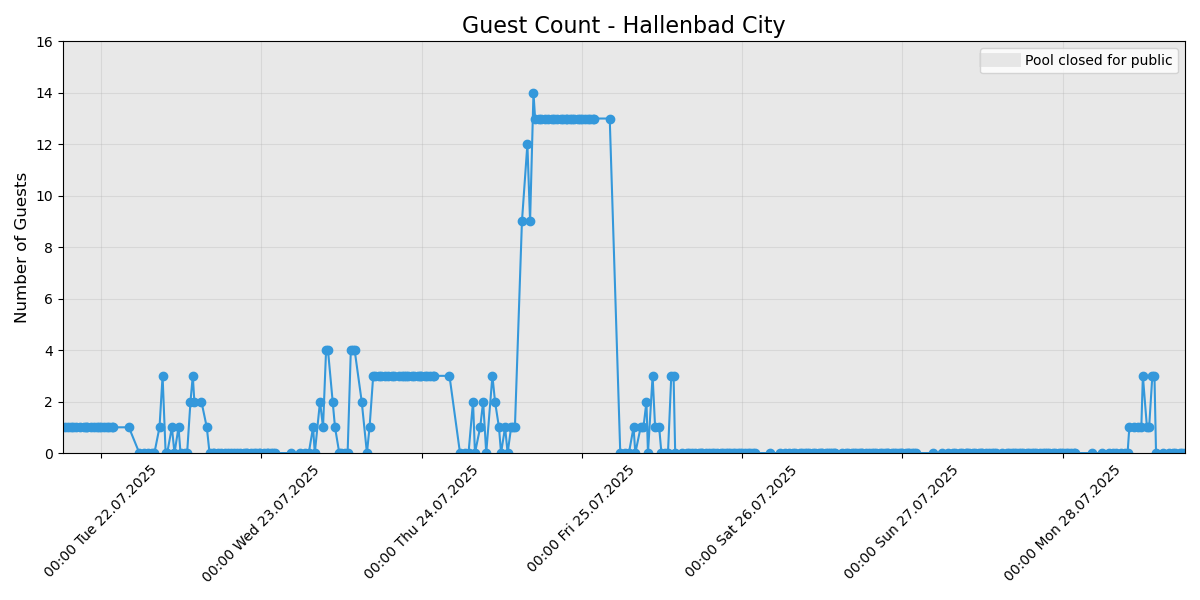 Guest Count - Hallenbad City
Pool closed for public
Number of Guests
16
14
12
10
8
6
4
2
0
00:00 Tue 22.07.2025
00:00 Wed 23.07.2025
00:00 Thu 24.07.2025
00:00 Fri 25.07.2025
00:00 Sat 26.07.2025
00:00 Sun 27.07.2025
00:00 Mon 28.07.2025